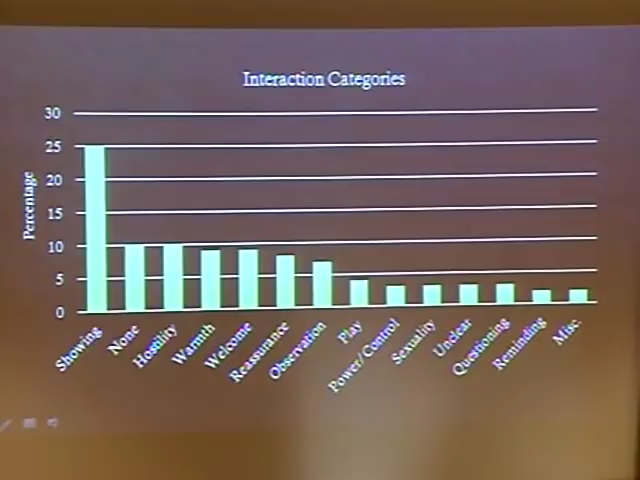 Interaction Categories
30
25
20
15
10
5
0
Percentage
Showing
None
Hostility
Warmth
Welcome
Reassurance
Observation
Play
Power/Control
Sexuality
Unclear
Questioning
Reminding
Misc.